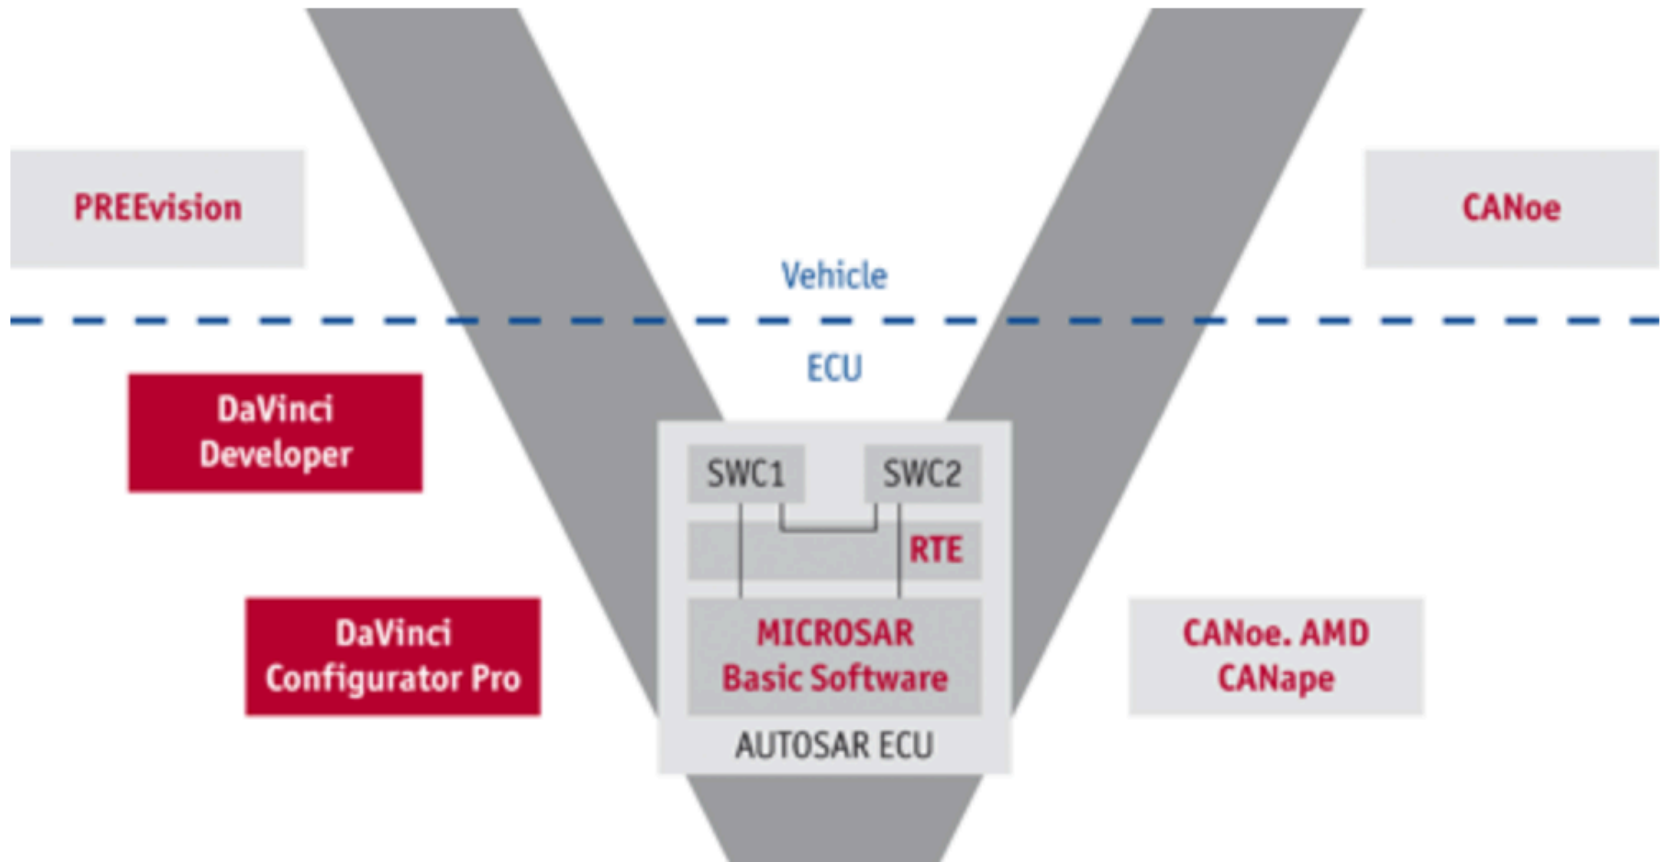 PREEvision
CANoe
Vehicle
ECU
DaVinci
Developer
SWC1
SWC2
RTE
DaVinci
Configurator Pro
MICROSAR
Basic Software
CANoe. AMD
CANape
AUTOSAR ECU